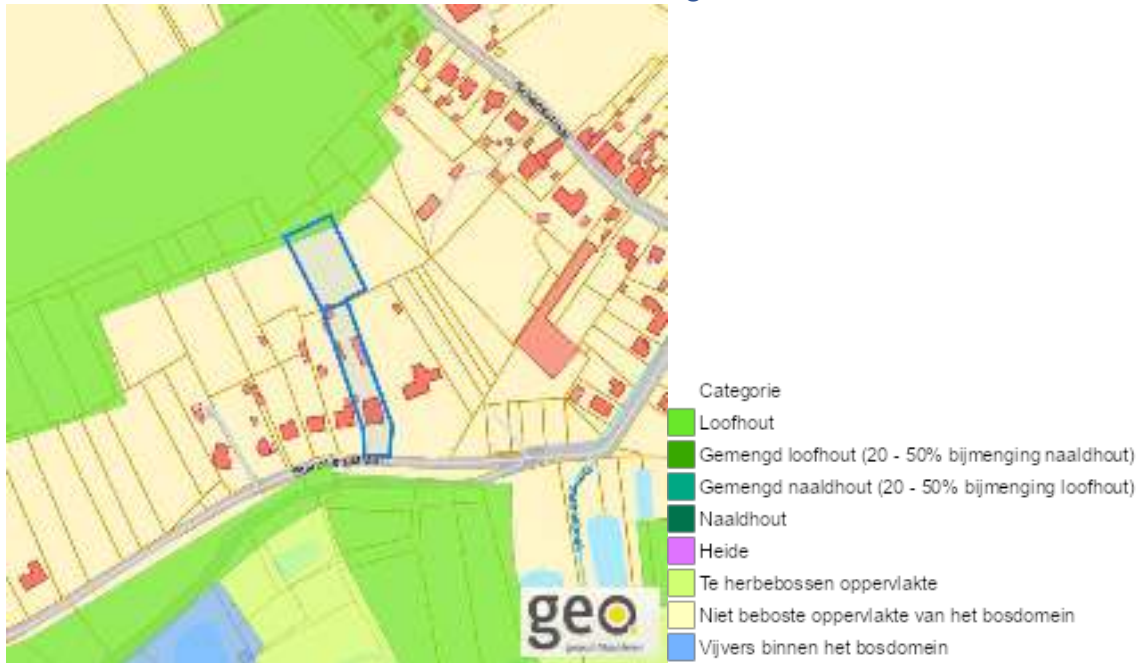 Categorie
Loofhout
Gemengd loofhout (20 - 50% bijmenging naaldhout)
Gemengd naaldhout (20 - 50% bijmenging loofhout)
Naaldhout
Heide
Te herbebossen oppervlakte
Niet beboste oppervlakte van het bosdomein
Vijvers binnen het bosdomein
geo